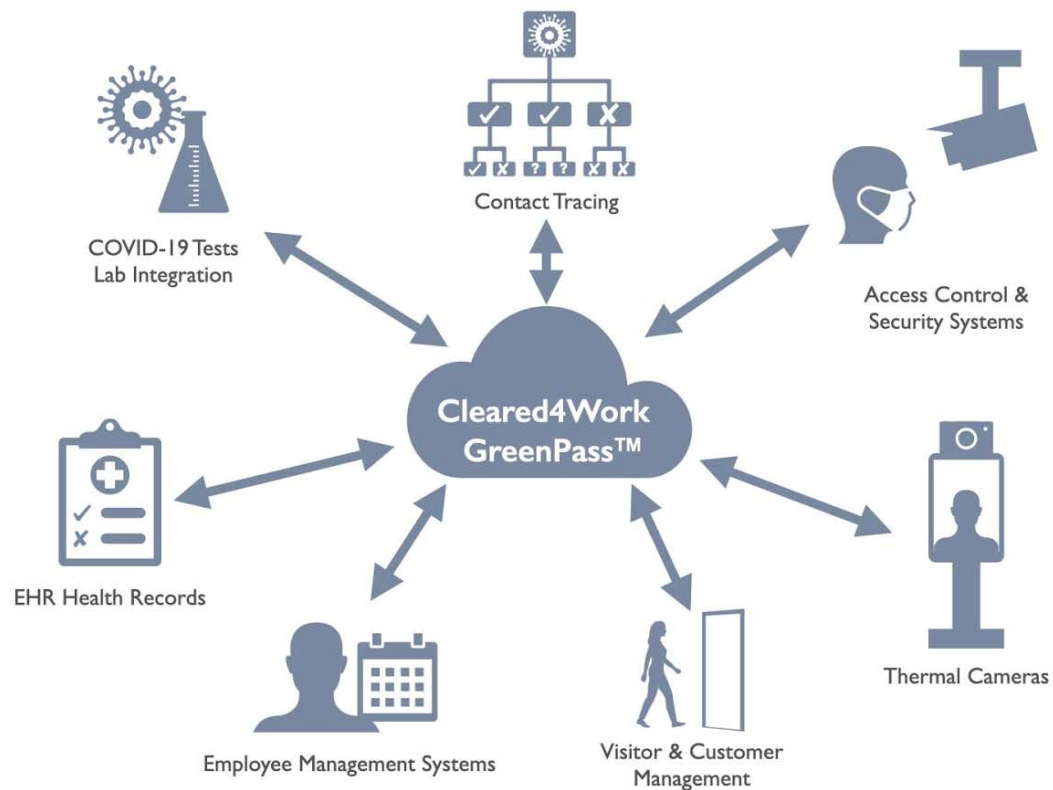 Contact Tracing
COVID-19 Tests
Lab Integration
Access Control &
Security Systems
Cleared4Work
GreenPass™
EHR Health Records
Thermal Cameras
Employee Management Systems
Visitor & Customer
Management